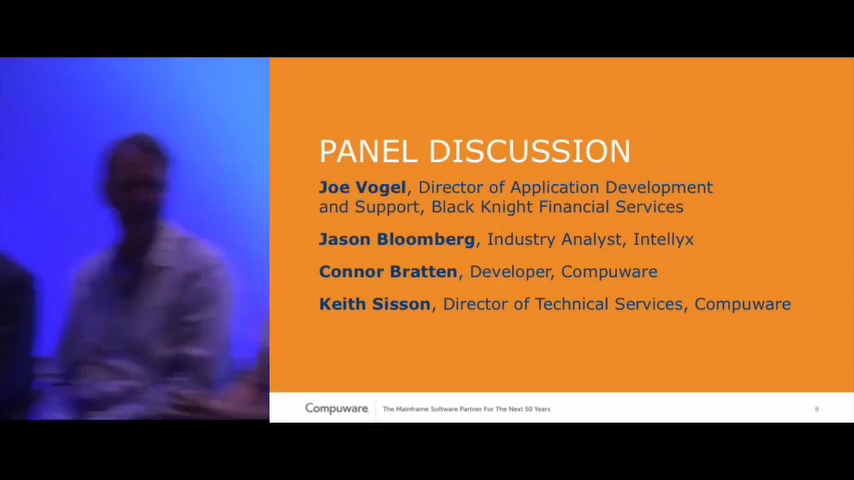 PANEL DISCUSSION
Joe Vogel, Director of Application Development
and Support, Black Knight Financial Services
Jason Bloomberg, Industry Analyst, Intellyx
Connor Bratten, Developer, Compuware
Keith Sisson, Director of Technical Services, Compuware
Compuware The Mainframe Software Partner For The Next 50 Years 8